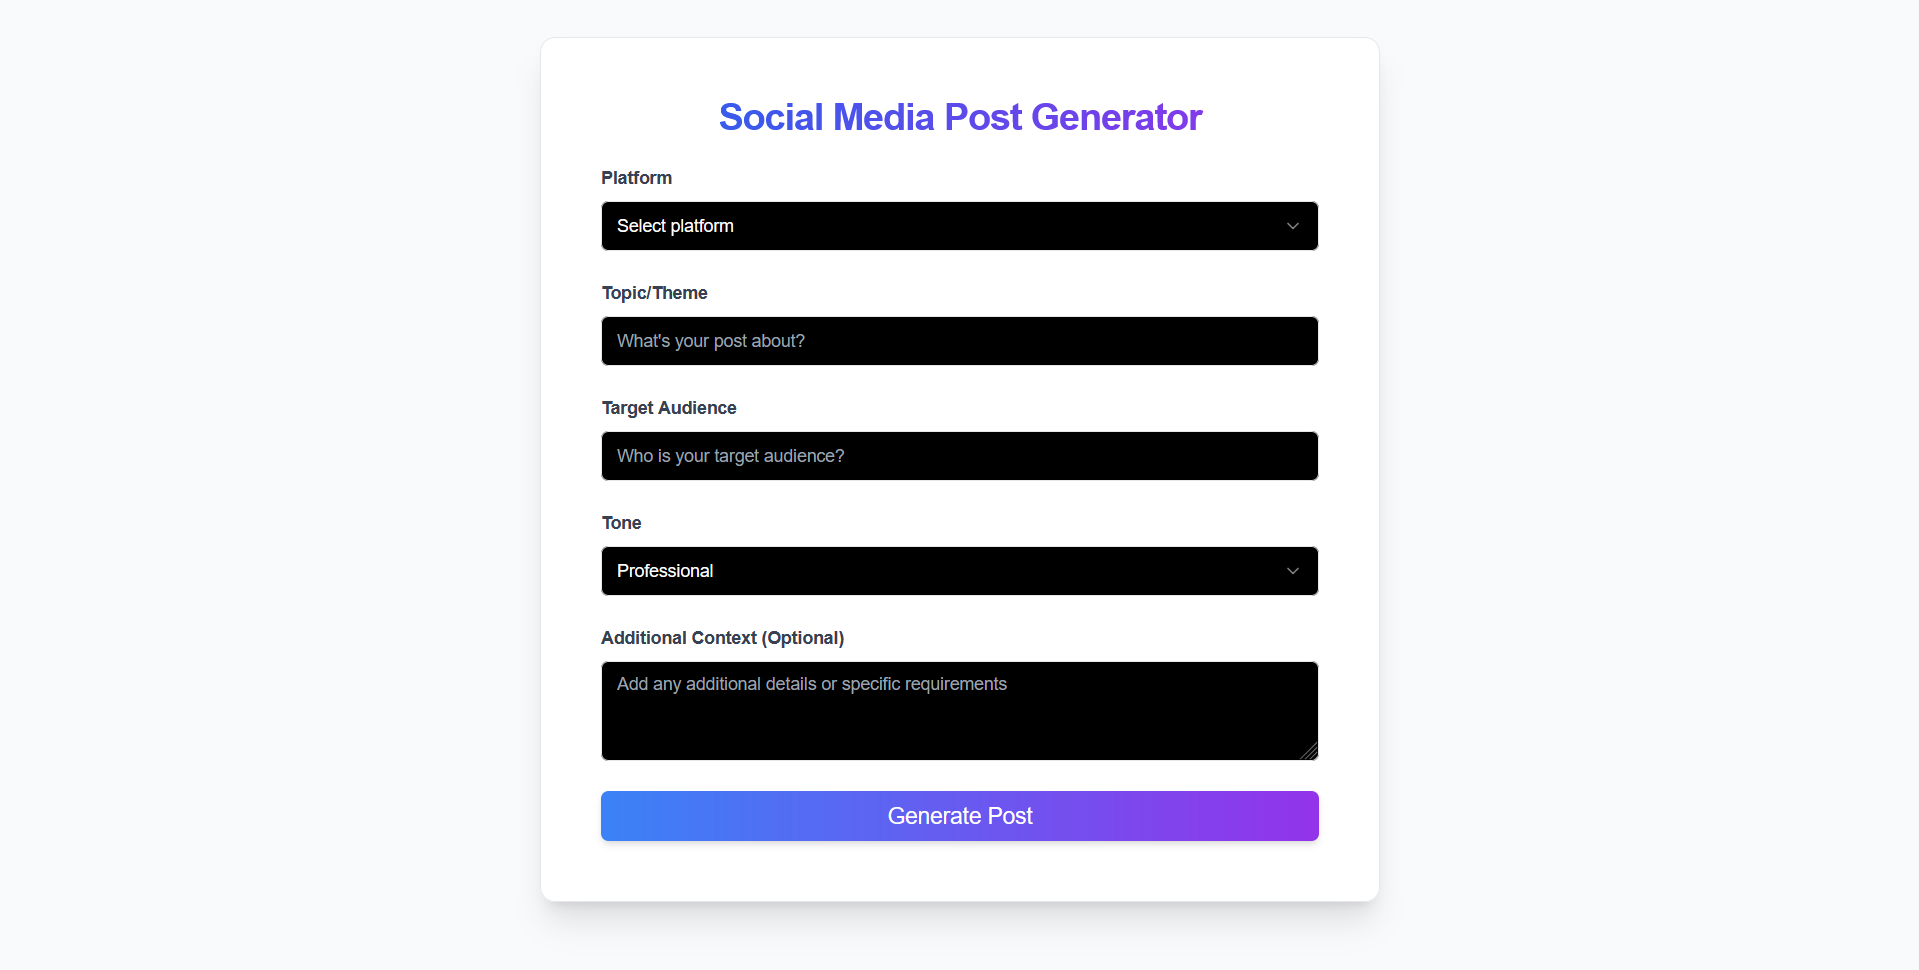 Social Media Post Generator
Platform
Select platform
Topic/Theme
What's your post about?
Target Audience
Who is your target audience?
Tone
Professional
Additional Context (Optional)
Add any additional details or specific requirements
Generate Post